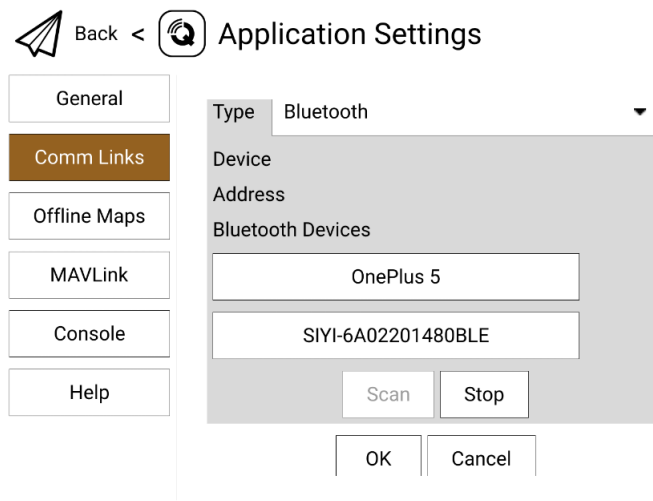 Back < Application Settings
General
Comm Links
Offline Maps
MAVLink
Console
Help
Type Bluetooth
Device
Address
Bluetooth Devices
OnePlus 5
SIYI-6A02201480BLE
Scan Stop
OK Cancel